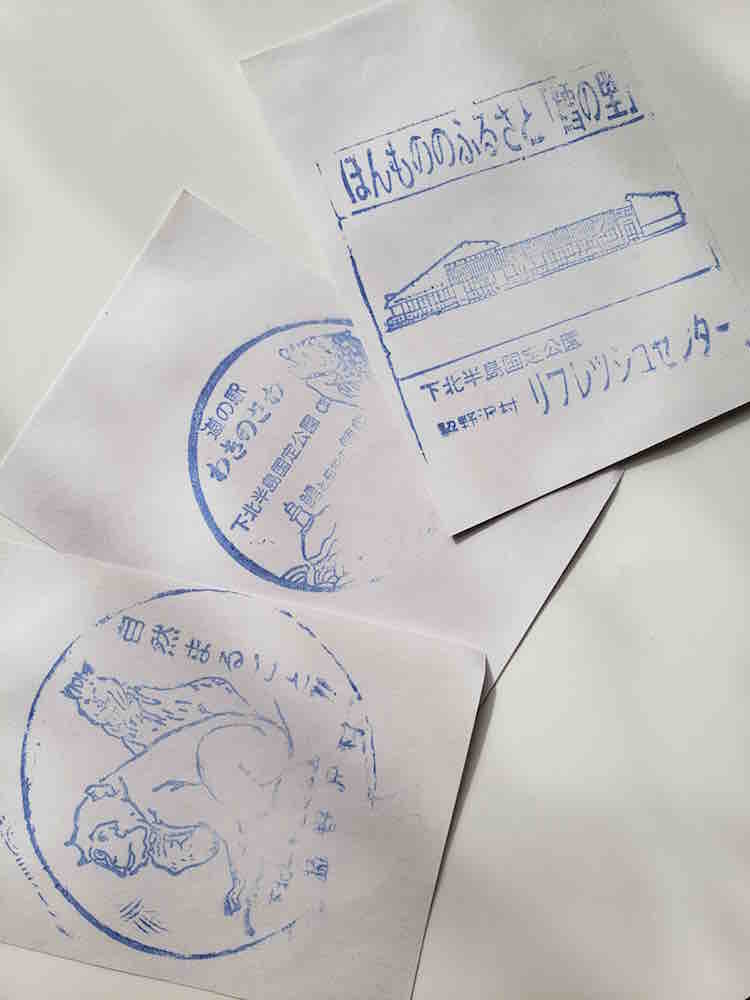 ほんもののふるさと「雪の里」
下北半島国定公園
脇野沢村 リフレッシュセンター
道の駅
わきのさわ
下北半島国定公園
自然まるごと
脇野沢村